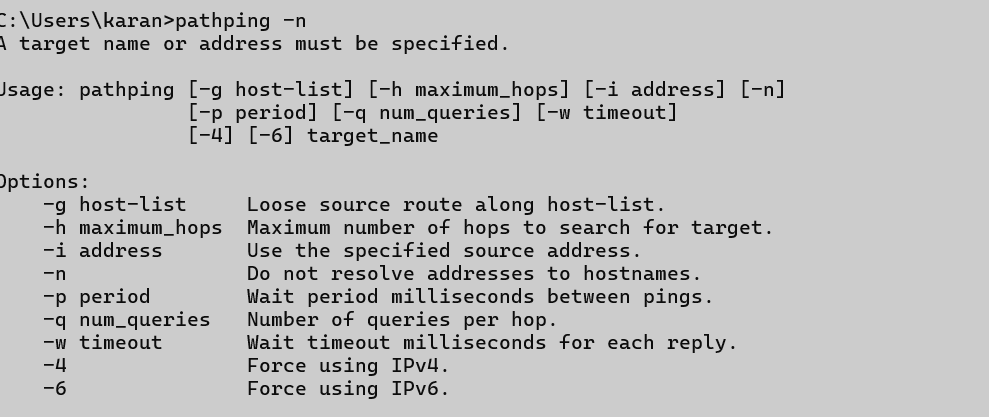 C:\Users\karan>pathping -n
A target name or address must be specified.
Usage: pathping [-g host-list] [-h maximum_hops] [-i address] [-n]
[-p period] [-q num_queries] [-w timeout]
[-4] [-6] target_name
Options:
-g host-list Loose source route along host-list.
-h maximum_hops Maximum number of hops to search for target.
-i address Use the specified source address.
-n Do not resolve addresses to hostnames.
-p period Wait period milliseconds between pings.
-q num_queries Number of queries per hop.
-w timeout Wait timeout milliseconds for each reply.
-4 Force using IPv4.
-6 Force using IPv6.